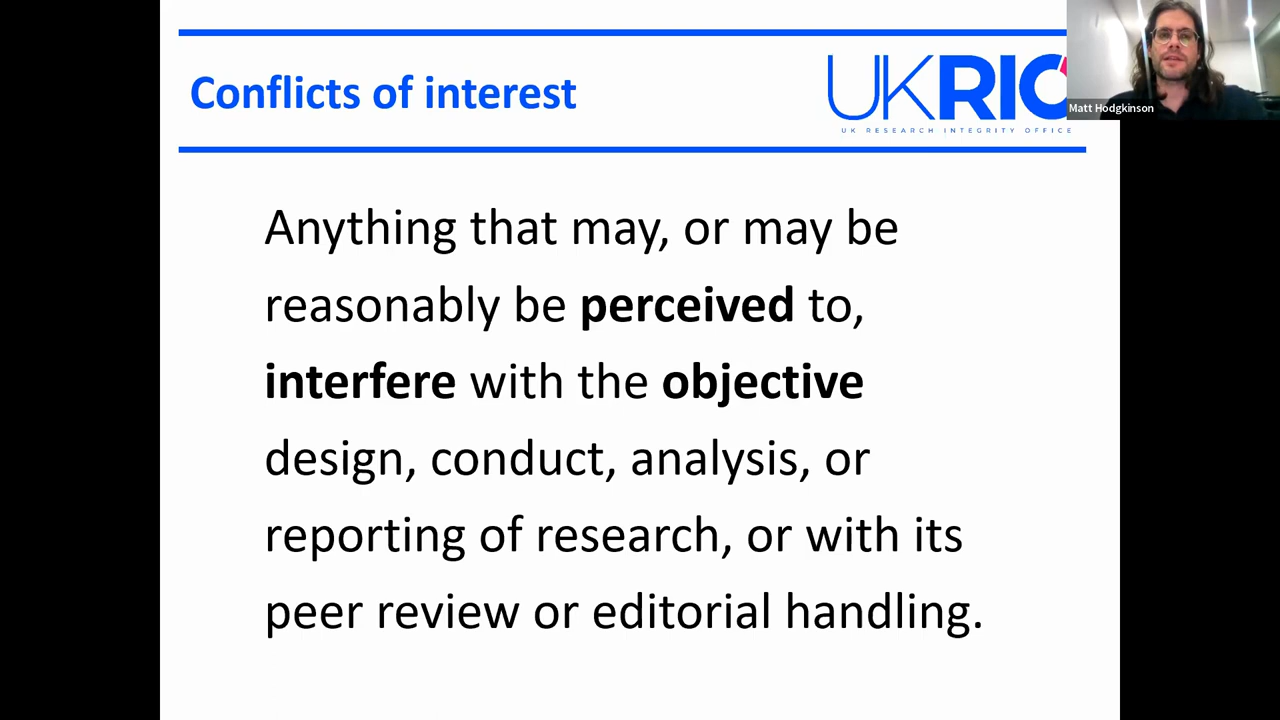 Conflicts of interest
UKRIO
UK RESEARCH INTEGRITY OFFICE
Matt Hodgkinson
Anything that may, or may be
reasonably be perceived to,
interfere with the objective
design, conduct, analysis, or
reporting of research, or with its
peer review or editorial handling.